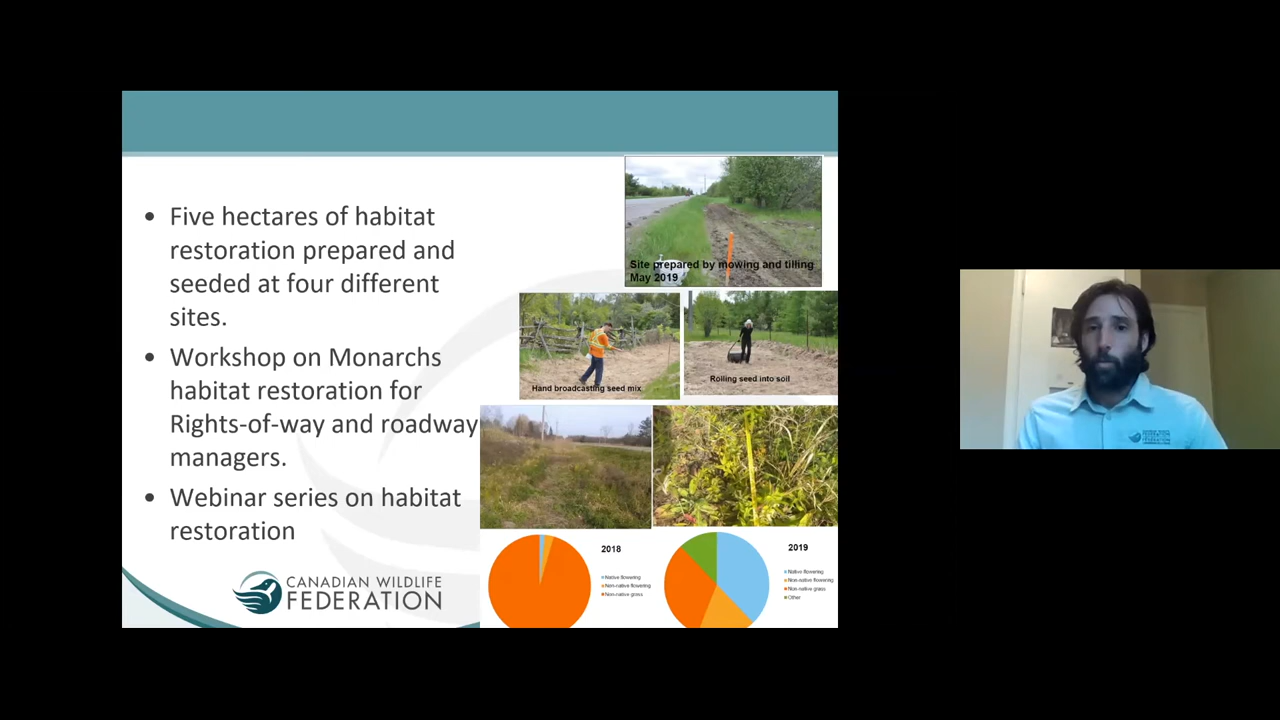 • Five hectares of habitat
restoration prepared and
seeded at four different
sites.
• Workshop on Monarchs
habitat restoration for
Rights-of-way and roadway
managers.
• Webinar series on habitat
restoration
CANADIAN WILDLIFE
FEDERATION
Site prepared by mowing and tilling
May 2019
Hand broadcasting seed mix
Rolling seed into soil
2018
Native flowering
Non-native flowering
Non-native grass
2019
Native flowering
Non-native flowering
Non-native grass
Other
FEDERATION